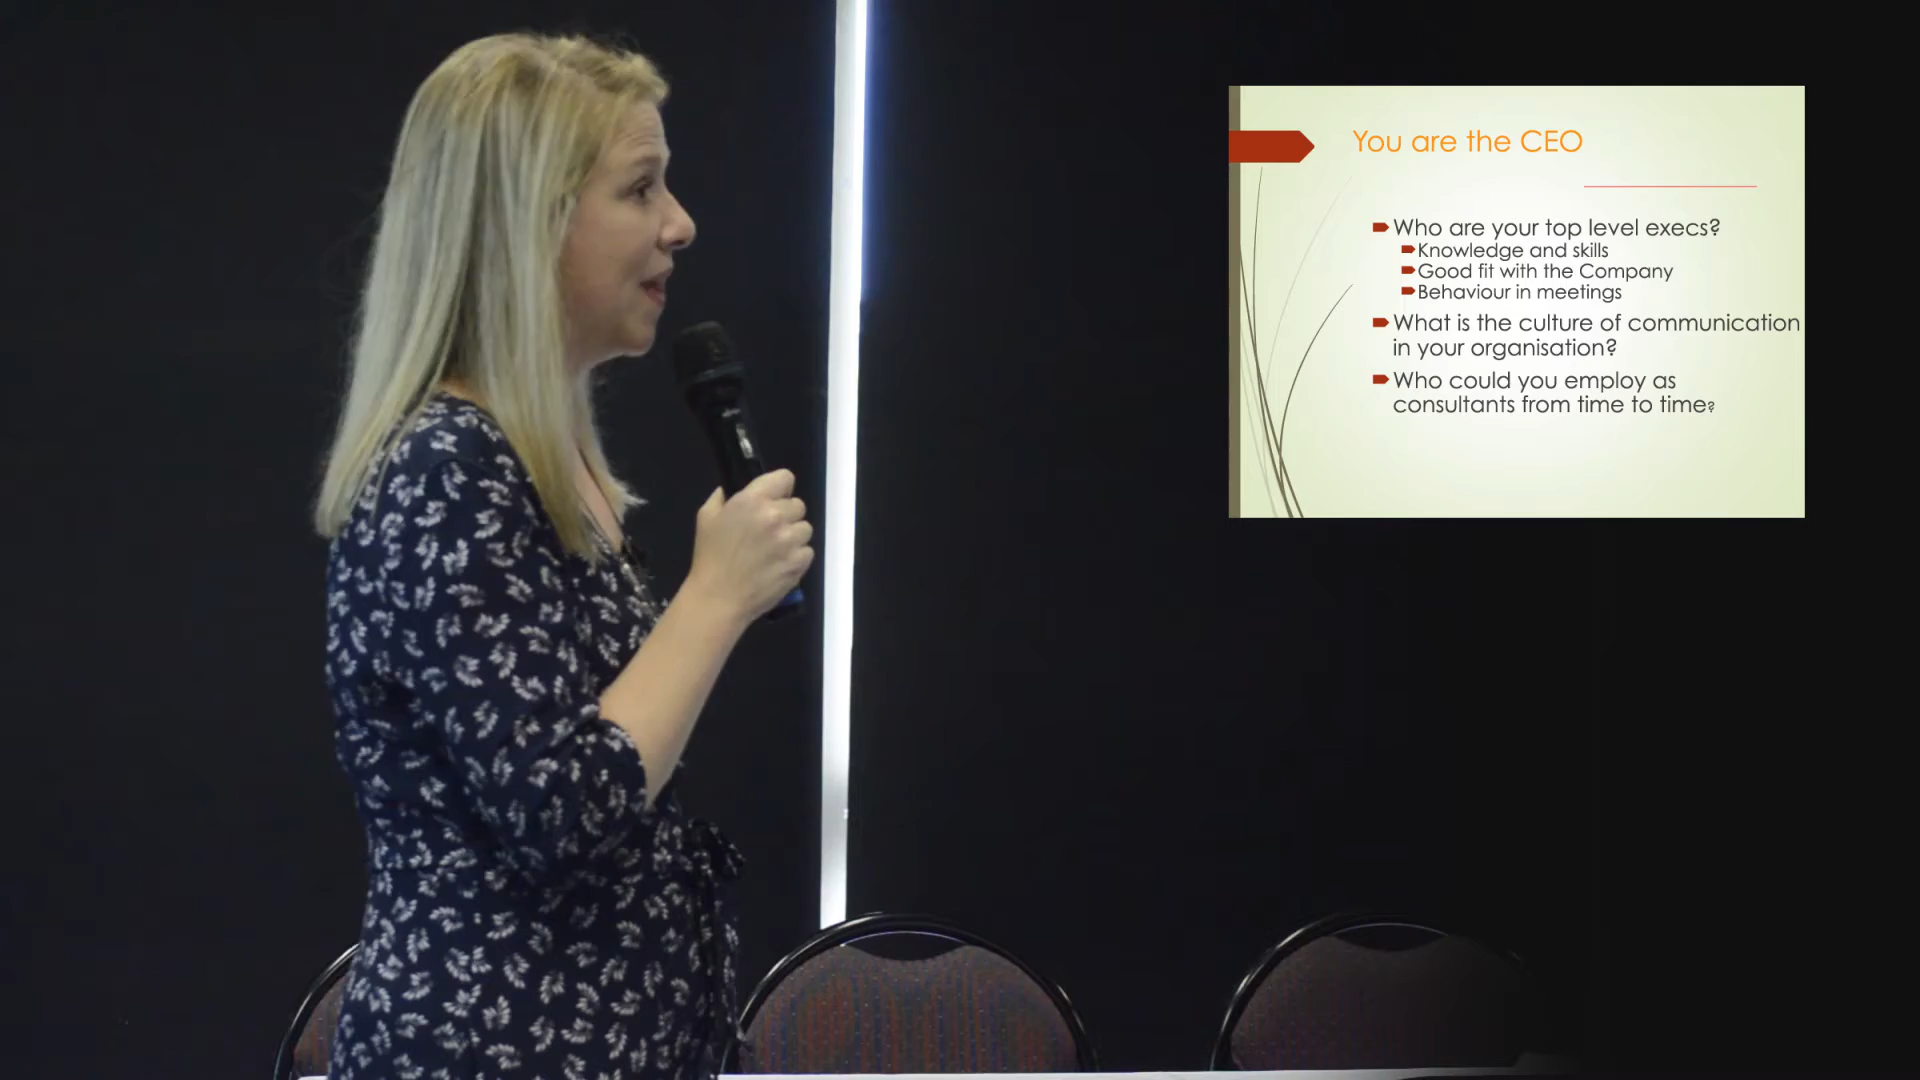 You are the CEO
Who are your top level execs?
Knowledge and skills
Good fit with the Company
Behaviour in meetings
What is the culture of communication
in your organisation?
Who could you employ as
consultants from time to time?